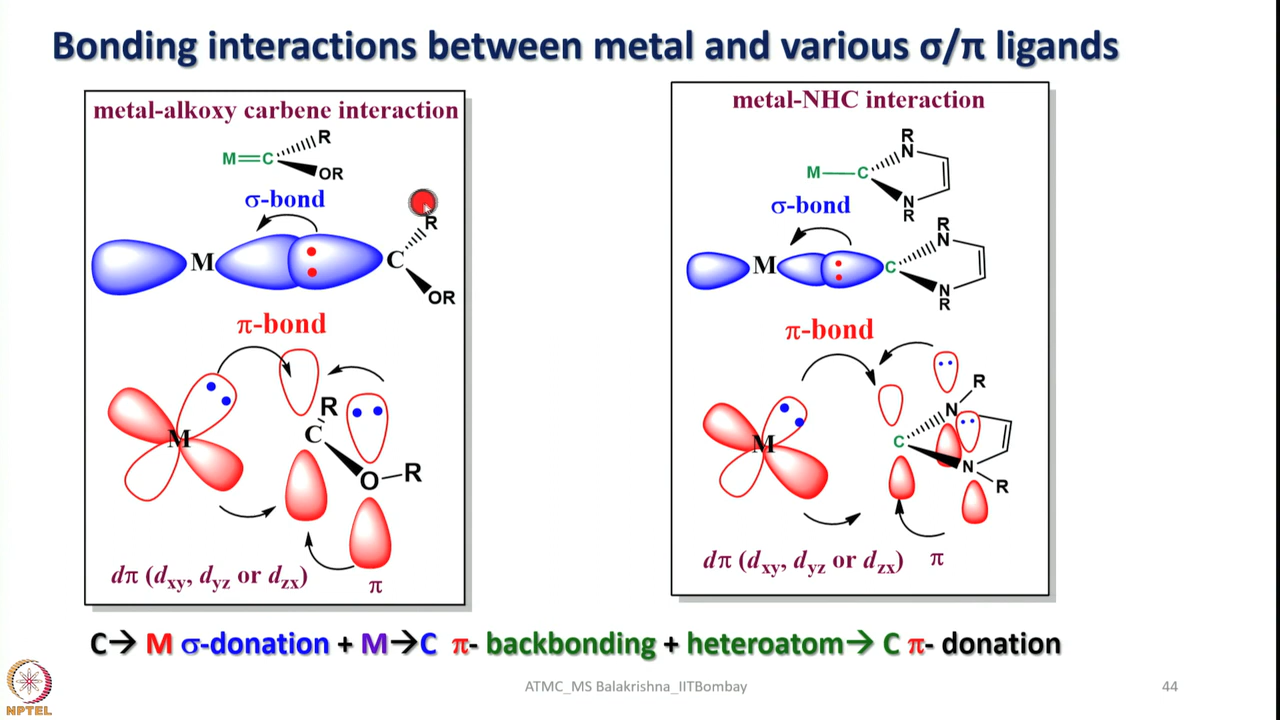 Bonding interactions between metal and various σ/π ligands
metal-alkoxy carbene interaction
M=C
R
OR
σ-bond
M
C
R
OR
π-bond
M
R
C
O-R
dπ (dxy, dyz or dzx)
π
metal-NHC interaction
R
N
M—C
N
R
σ-bond
R
N
M
C
N
R
π-bond
R
N
M
C
N
R
dπ (dxy, dyz or dzx)
π
C→ M σ-donation + M→C π- backbonding + heteroatom→ C π- donation
NPTEL
ATMC_MS Balakrishna_IITBombay
44